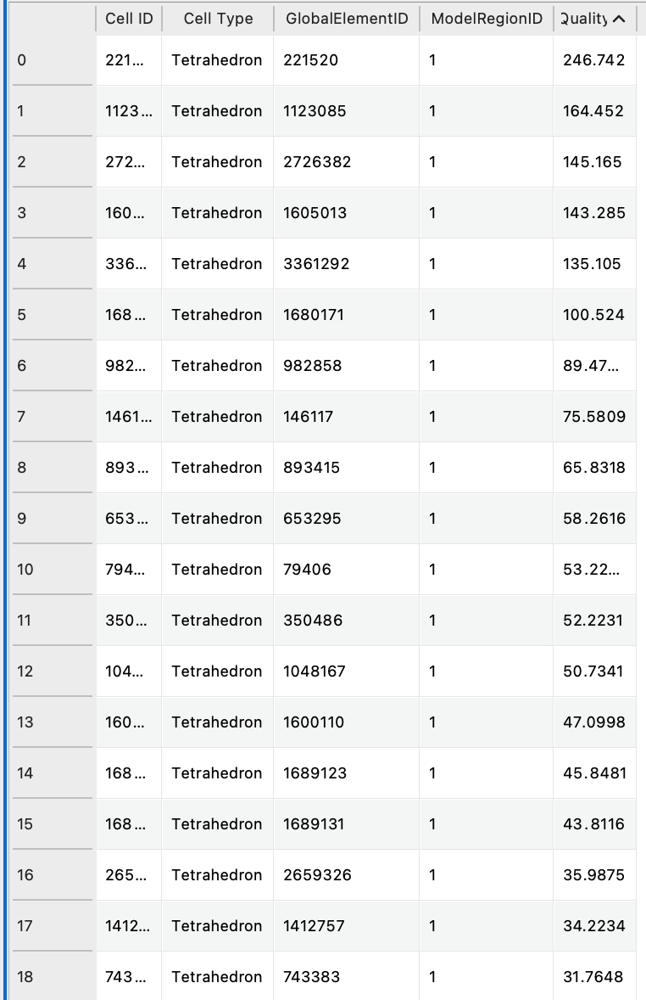 Cell ID Cell Type GlobalElementID ModelRegionID Quality
0 221... Tetrahedron 221520 1 246.742
1 1123... Tetrahedron 1123085 1 164.452
2 272... Tetrahedron 2726382 1 145.165
3 160... Tetrahedron 1605013 1 143.285
4 336... Tetrahedron 3361292 1 135.105
5 168... Tetrahedron 1680171 1 100.524
6 982... Tetrahedron 982858 1 89.47...
7 1461... Tetrahedron 146117 1 75.5809
8 893... Tetrahedron 893415 1 65.8318
9 653... Tetrahedron 653295 1 58.2616
10 794... Tetrahedron 79406 1 53.22...
11 350... Tetrahedron 350486 1 52.2231
12 104... Tetrahedron 1048167 1 50.7341
13 160... Tetrahedron 1600110 1 47.0998
14 168... Tetrahedron 1689123 1 45.8481
15 168... Tetrahedron 1689131 1 43.8116
16 265... Tetrahedron 2659326 1 35.9875
17 1412... Tetrahedron 1412757 1 34.2234
18 743... Tetrahedron 743383 1 31.7648